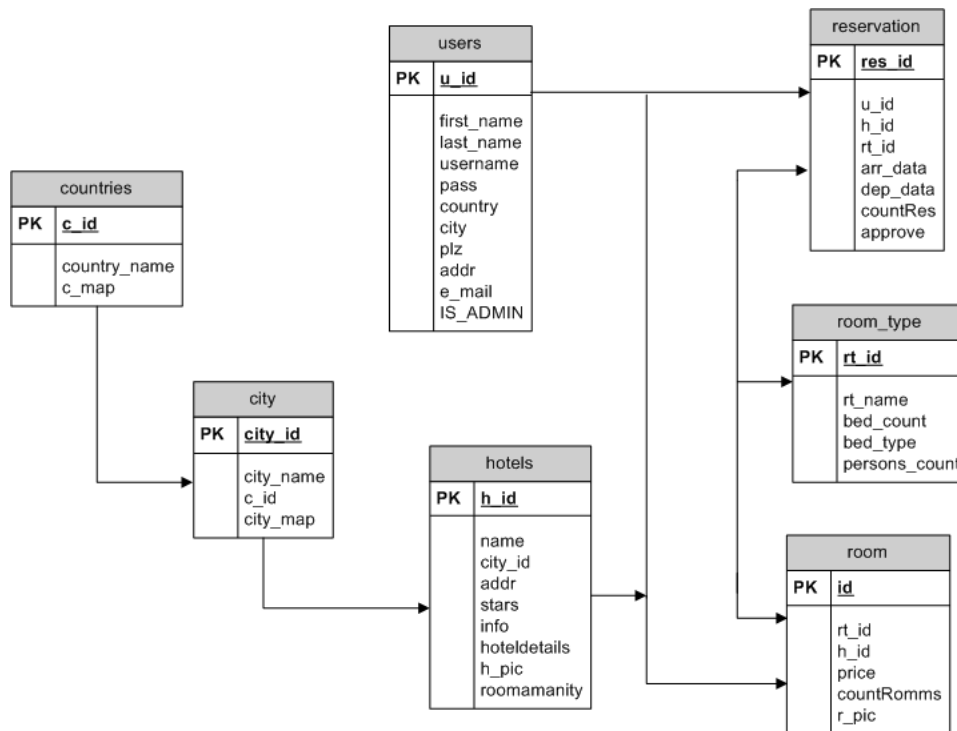 users
PK u_id
first_name
last_name
username
pass
country
city
plz
addr
e_mail
IS_ADMIN
reservation
PK res_id
u_id
h_id
rt_id
arr_data
dep_data
countRes
approve
countries
PK c_id
country_name
c_map
city
PK city_id
city_name
c_id
city_map
hotels
PK h_id
name
city_id
addr
stars
info
hoteldetails
h_pic
roomamanity
room_type
PK rt_id
rt_name
bed_count
bed_type
persons_count
room
PK id
rt_id
h_id
price
countRomms
r_pic